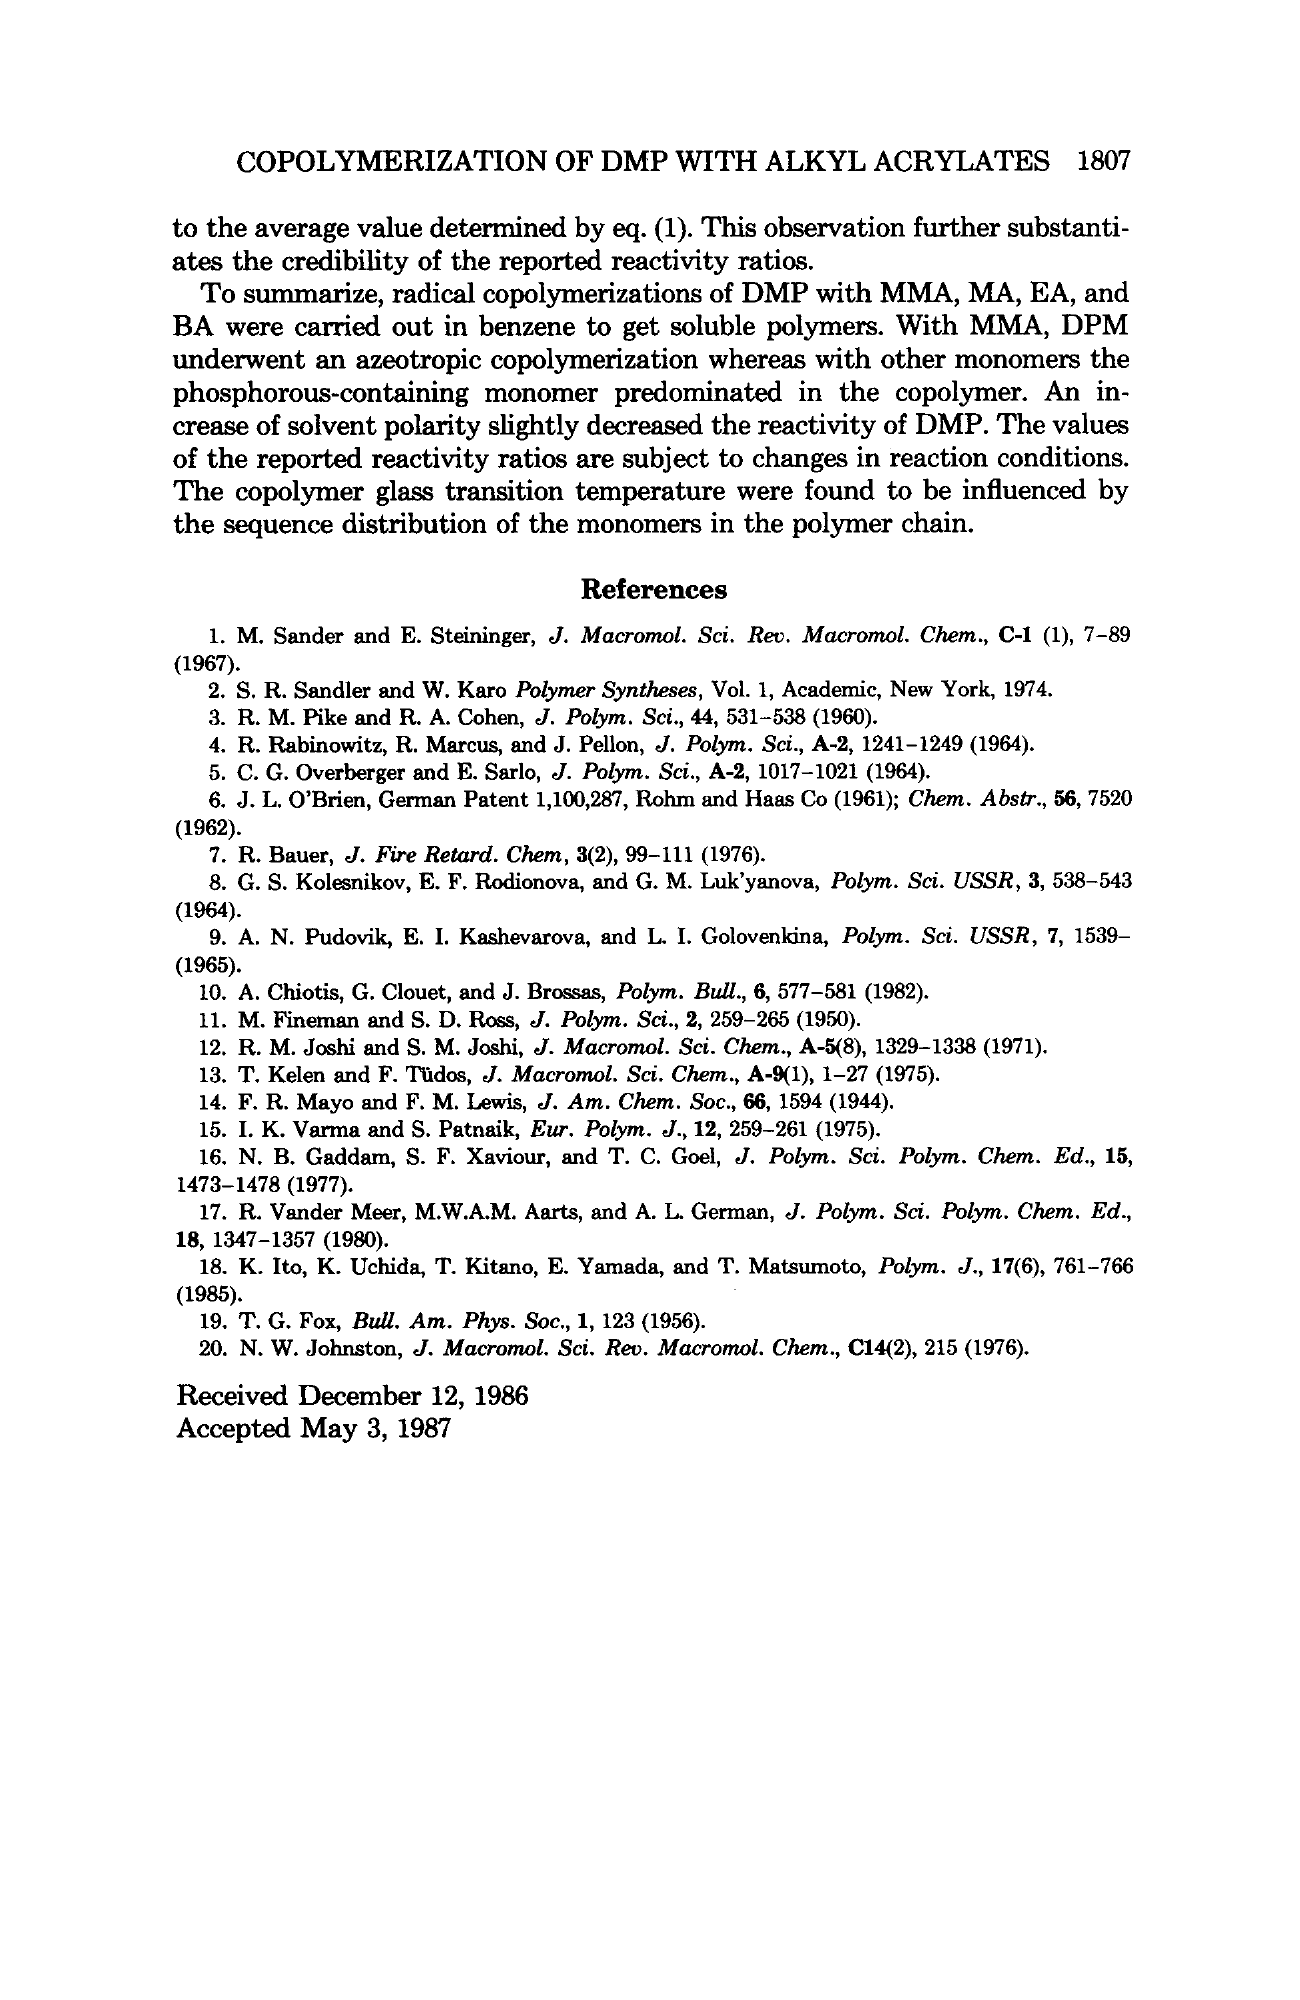 COPOLYMERIZATION OF DMP WITH ALKYL ACRYLATES 1807
to the average value determined by eq. (1). This observation further substanti-
ates the credibility of the reported reactivity ratios.
To summarize, radical copolymerizations of DMP with MMA, MA, EA, and
BA were carried out in benzene to get soluble polymers. With MMA, DPM
underwent an azeotropic copolymerization whereas with other monomers the
phosphorous-containing monomer predominated in the copolymer. An in-
crease of solvent polarity slightly decreased the reactivity of DMP. The values
of the reported reactivity ratios are subject to changes in reaction conditions.
The copolymer glass transition temperature were found to be influenced by
the sequence distribution of the monomers in the polymer chain.
References
1. M. Sander and E. Steininger, J. Macromol. Sci. Rev. Macromol. Chem., C-1 (1), 7–89
(1967).
2. S. R. Sandler and W. Karo Polymer Syntheses, Vol. 1, Academic, New York, 1974.
3. R. M. Pike and R. A. Cohen, J. Polym. Sci., 44, 531–538 (1960).
4. R. Rabinowitz, R. Marcus, and J. Pellon, J. Polym. Sci., A-2, 1241–1249 (1964).
5. C. G. Overberger and E. Sarlo, J. Polym. Sci., A-2, 1017–1021 (1964).
6. J. L. O'Brien, German Patent 1,100,287, Rohm and Haas Co (1961); Chem. Abstr., 56, 7520
(1962).
7. R. Bauer, J. Fire Retard. Chem, 3(2), 99–111 (1976).
8. G. S. Kolesnikov, E. F. Rodionova, and G. M. Luk'yanova, Polym. Sci. USSR, 3, 538–543
(1964).
9. A. N. Pudovik, E. I. Kashevarova, and L. I. Golovenkina, Polym. Sci. USSR, 7, 1539–
(1965).
10. A. Chiotis, G. Clouet, and J. Brossas, Polym. Bull., 6, 577–581 (1982).
11. M. Fineman and S. D. Ross, J. Polym. Sci., 2, 259–265 (1950).
12. R. M. Joshi and S. M. Joshi, J. Macromol. Sci. Chem., A-5(8), 1329–1338 (1971).
13. T. Kelen and F. Tüdos, J. Macromol. Sci. Chem., A-9(1), 1–27 (1975).
14. F. R. Mayo and F. M. Lewis, J. Am. Chem. Soc., 66, 1594 (1944).
15. I. K. Varma and S. Patnaik, Eur. Polym. J., 12, 259–261 (1975).
16. N. B. Gaddam, S. F. Xaviour, and T. C. Goel, J. Polym. Sci. Polym. Chem. Ed., 15,
1473–1478 (1977).
17. R. Vander Meer, M.W.A.M. Aarts, and A. L. German, J. Polym. Sci. Polym. Chem. Ed.,
18, 1347–1357 (1980).
18. K. Ito, K. Uchida, T. Kitano, E. Yamada, and T. Matsumoto, Polym. J., 17(6), 761–766
(1985).
19. T. G. Fox, Bull. Am. Phys. Soc., 1, 123 (1956).
20. N. W. Johnston, J. Macromol. Sci. Rev. Macromol. Chem., C14(2), 215 (1976).
Received December 12, 1986
Accepted May 3, 1987